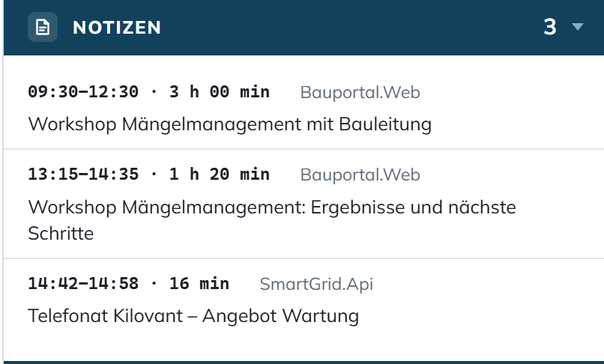 NOTIZEN 3
09:30–12:30 · 3 h 00 min Bauportal.Web
Workshop Mängelmanagement mit Bauleitung
13:15–14:35 · 1 h 20 min Bauportal.Web
Workshop Mängelmanagement: Ergebnisse und nächste
Schritte
14:42–14:58 · 16 min SmartGrid.Api
Telefonat Kilovant – Angebot Wartung